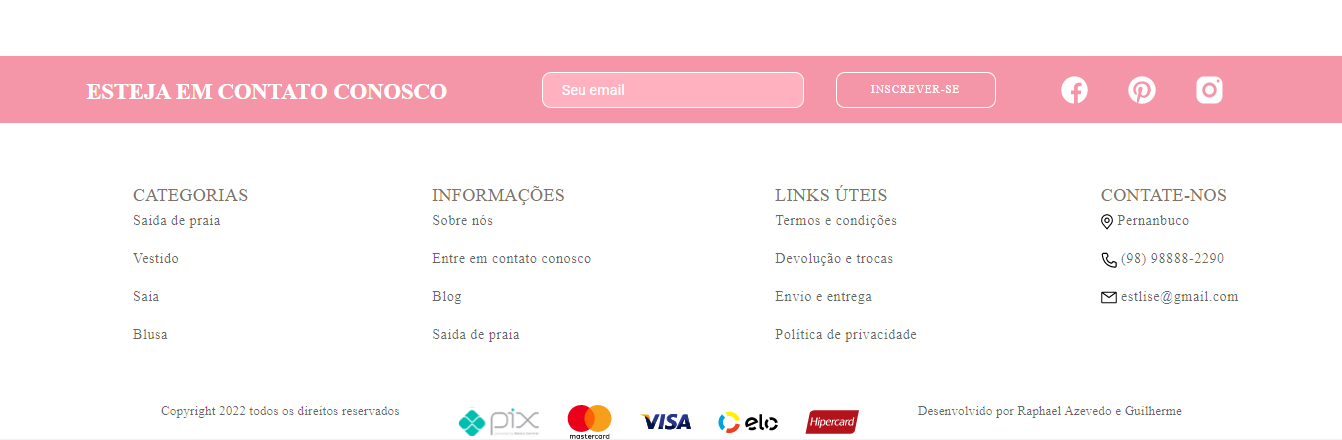 ESTEJA EM CONTATO CONOSCO
Seu email
INSCREVER-SE
CATEGORIAS
Saida de praia
Vestido
Saia
Blusa
INFORMAÇÕES
Sobre nós
Entre em contato conosco
Blog
Saida de praia
LINKS ÚTEIS
Termos e condições
Devolução e trocas
Envio e entrega
Política de privacidade
CONTATE-NOS
Pernanbuco
(98) 98888-2290
estlise@gmail.com
Copyright 2022 todos os direitos reservados
pix
mastercard
VISA
elo
Hipercard
Desenvolvido por Raphael Azevedo e Guilherme